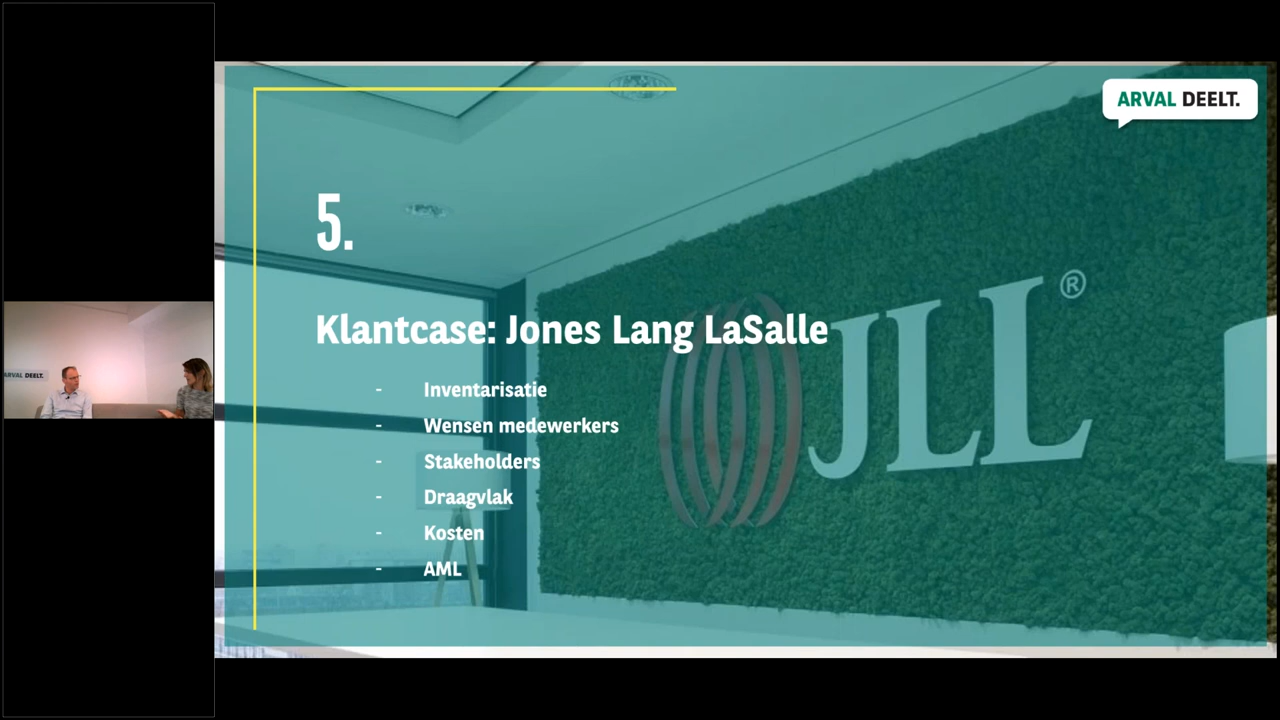 ARVAL DEELT.
5.
Klantcase: Jones Lang LaSalle
JLL®
- Inventarisatie
- Wensen medewerkers
- Stakeholders
- Draagvlak
- Kosten
- AML
ARVAL DEELT.